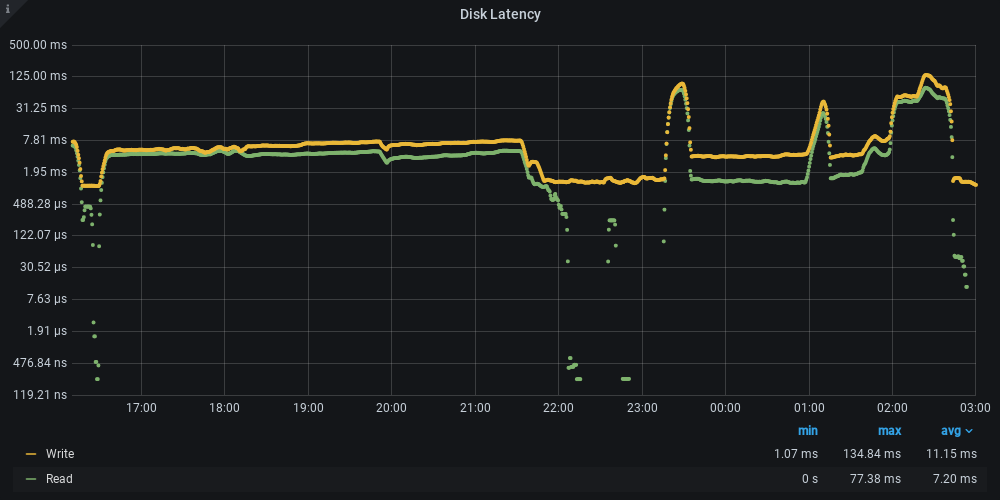 i
Disk Latency
500.00 ms
125.00 ms
31.25 ms
7.81 ms
1.95 ms
488.28 µs
122.07 µs
30.52 µs
7.63 µs
1.91 µs
476.84 ns
119.21 ns
17:00 18:00 19:00 20:00 21:00 22:00 23:00 00:00 01:00 02:00 03:00
min max avg
Write 1.07 ms 134.84 ms 11.15 ms
Read 0 s 77.38 ms 7.20 ms